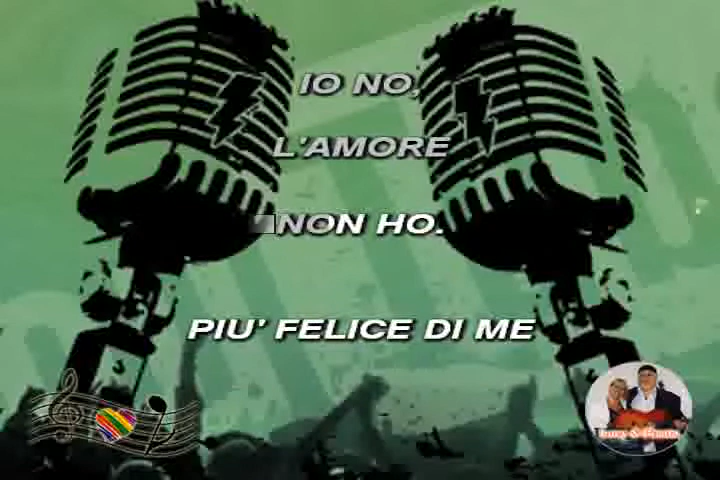 IO NO,
L'AMORE
NON HO.
PIU' FELICE DI ME